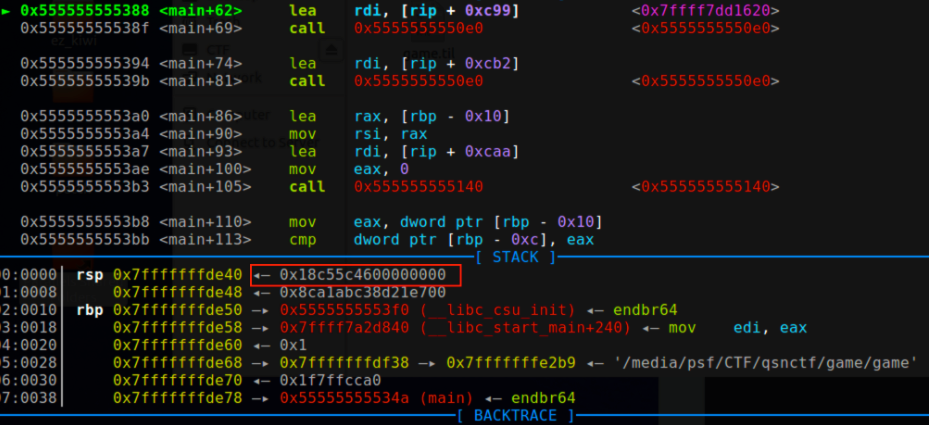 ► 0x555555555388 <main+62> lea rdi, [rip + 0xc99] <0x7ffff7dd1620>
0x55555555538f <main+69> call 0x5555555550e0 <0x5555555550e0>
0x555555555394 <main+74> lea rdi, [rip + 0xcb2]
0x55555555539b <main+81> call 0x5555555550e0 <0x5555555550e0>
0x5555555553a0 <main+86> lea rax, [rbp - 0x10]
0x5555555553a4 <main+90> mov rsi, rax
0x5555555553a7 <main+93> lea rdi, [rip + 0xcaa]
0x5555555553ae <main+100> mov eax, 0
0x5555555553b3 <main+105> call 0x555555555140 <0x555555555140>
0x5555555553b8 <main+110> mov eax, dword ptr [rbp - 0x10]
0x5555555553bb <main+113> cmp dword ptr [rbp - 0xc], eax
[ STACK ]
00:0000│ rsp 0x7fffffffde40 ◂— 0x18c55c4600000000
01:0008│ 0x7fffffffde48 ◂— 0x8ca1abc38d21e700
02:0010│ rbp 0x7fffffffde50 —▸ 0x5555555553f0 (__libc_csu_init) ◂— endbr64
03:0018│ 0x7fffffffde58 —▸ 0x7ffff7a2d840 (__libc_start_main+240) ◂— mov edi, eax
04:0020│ 0x7fffffffde60 ◂— 0x1
05:0028│ 0x7fffffffde68 —▸ 0x7fffffffdf38 —▸ 0x7fffffffe2b9 ◂— '/media/psf/CTF/qsnctf/game/game'
06:0030│ 0x7fffffffde70 ◂— 0x1f7ffcca0
07:0038│ 0x7fffffffde78 —▸ 0x55555555534a (main) ◂— endbr64
[ BACKTRACE ]